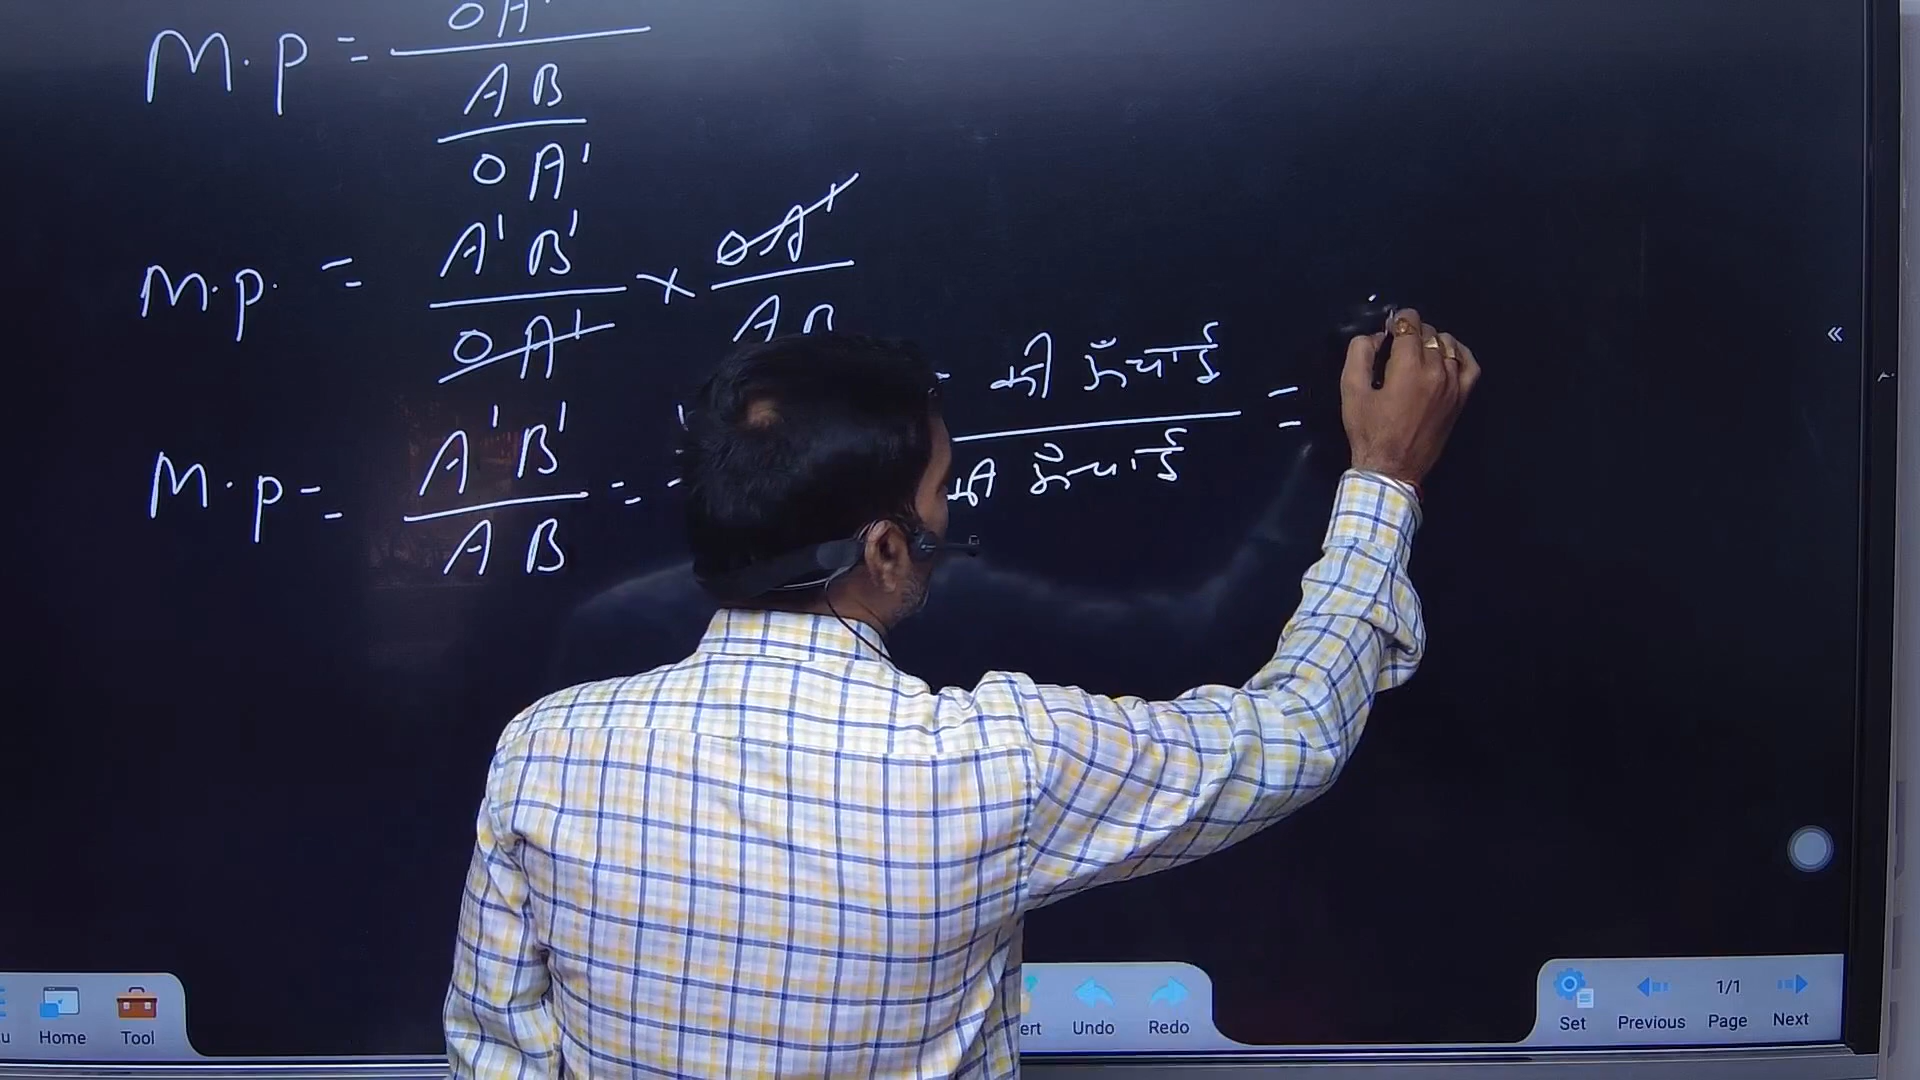 OA'
M.p =
AB
OA'
M.p. = A'B' × OA'
OA' A
M.p = A'B' = की ऊँचाई =
AB की ऊँचाई
«
Home Tool Undo Redo Set Previous 1/1 Page Next